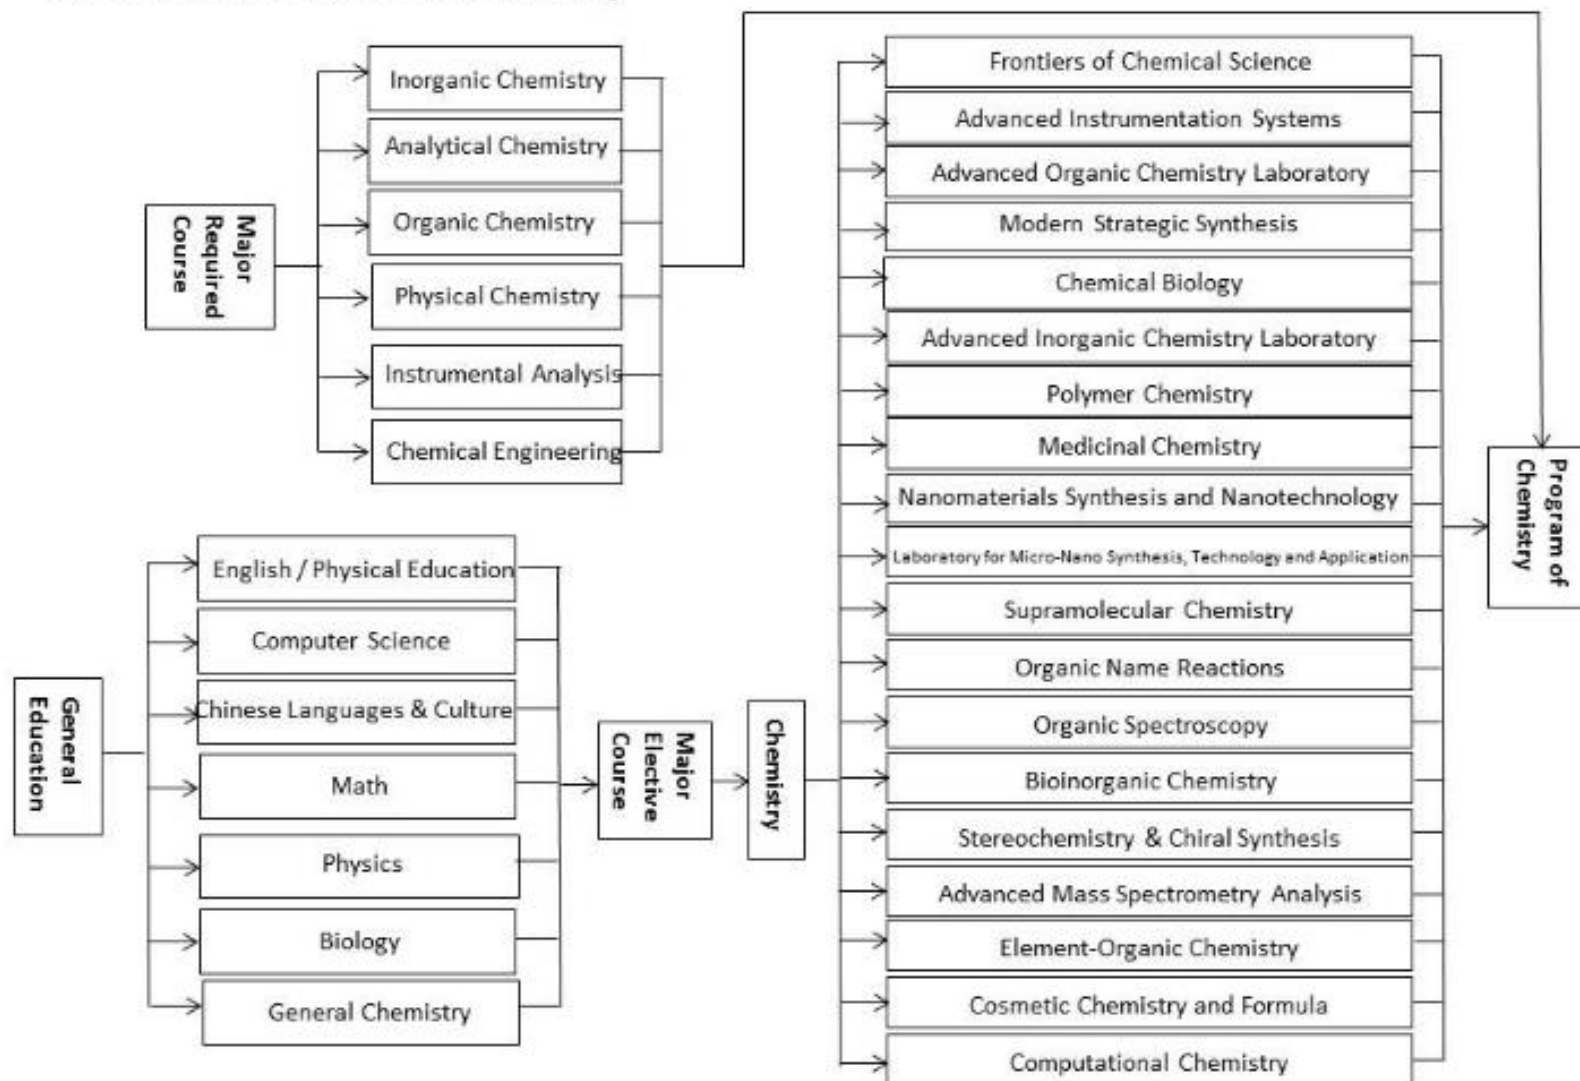 Major
Required
Course
Inorganic Chemistry
Analytical Chemistry
Organic Chemistry
Physical Chemistry
Instrumental Analysis
Chemical Engineering
General
Education
English / Physical Education
Computer Science
Chinese Languages & Culture
Math
Physics
Biology
General Chemistry
Major
Elective
Course
Chemistry
Frontiers of Chemical Science
Advanced Instrumentation Systems
Advanced Organic Chemistry Laboratory
Modern Strategic Synthesis
Chemical Biology
Advanced Inorganic Chemistry Laboratory
Polymer Chemistry
Medicinal Chemistry
Nanomaterials Synthesis and Nanotechnology
Laboratory for Micro-Nano Synthesis, Technology and Application
Supramolecular Chemistry
Organic Name Reactions
Organic Spectroscopy
Bioinorganic Chemistry
Stereochemistry & Chiral Synthesis
Advanced Mass Spectrometry Analysis
Element-Organic Chemistry
Cosmetic Chemistry and Formula
Computational Chemistry
Program of
Chemistry